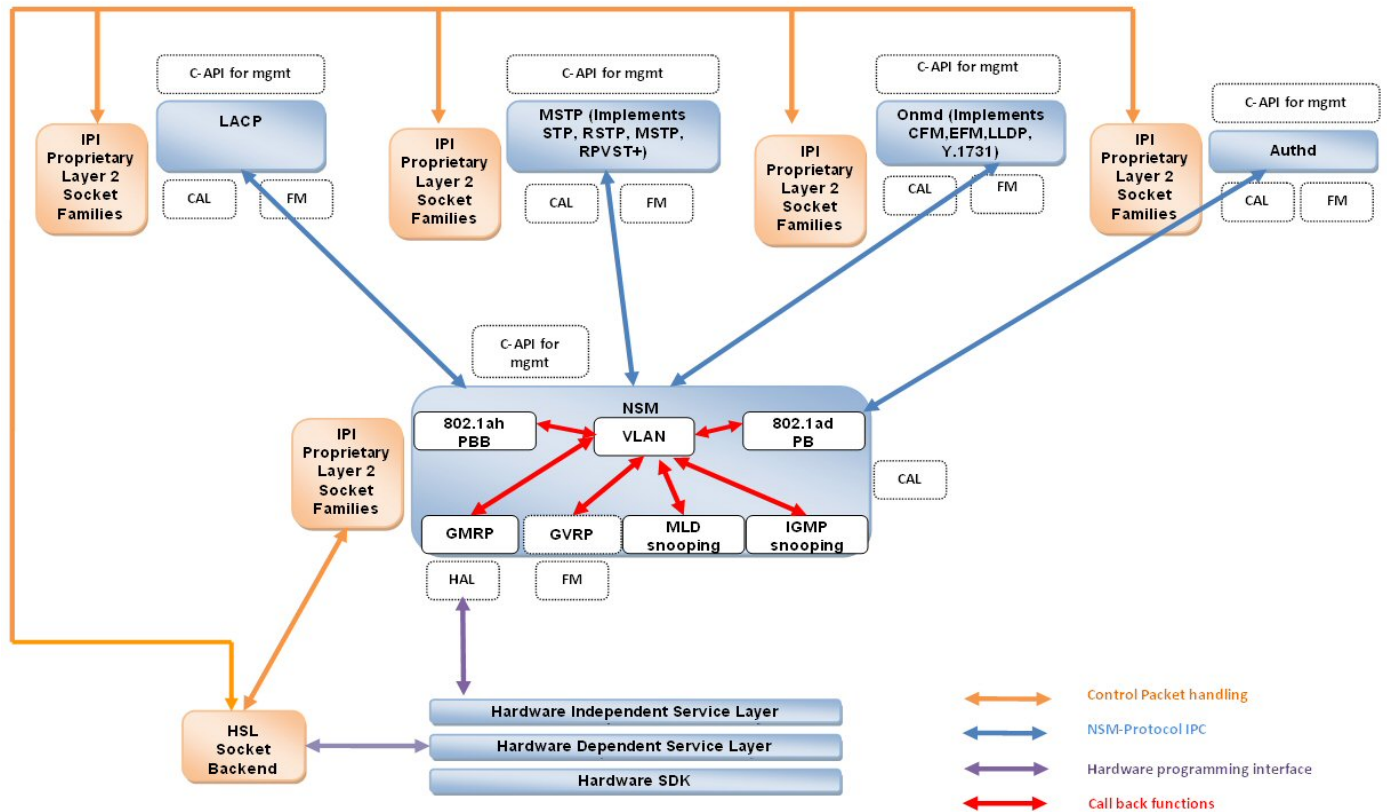 C-API for mgmt
LACP
CAL
FM
IPI
Proprietary
Layer 2
Socket
Families
C-API for mgmt
MSTP (Implements
STP, RSTP, MSTP,
RPVST+)
CAL
FM
IPI
Proprietary
Layer 2
Socket
Families
C-API for mgmt
Onmd (Implements
CFM,EFM,LLDP,
Y.1731)
CAL
FM
IPI
Proprietary
Layer 2
Socket
Families
C-API for mgmt
Authd
CAL
FM
IPI
Proprietary
Layer 2
Socket
Families
C-API for
mgmt
NSM
802.1ah
PBB
VLAN
802.1ad
PB
GMRP
GVRP
MLD
snooping
IGMP
snooping
CAL
HAL
FM
IPI
Proprietary
Layer 2
Socket
Families
HSL
Socket
Backend
Hardware Independent Service Layer
Hardware Dependent Service Layer
Hardware SDK
Control Packet handling
NSM-Protocol IPC
Hardware programming interface
Call back functions